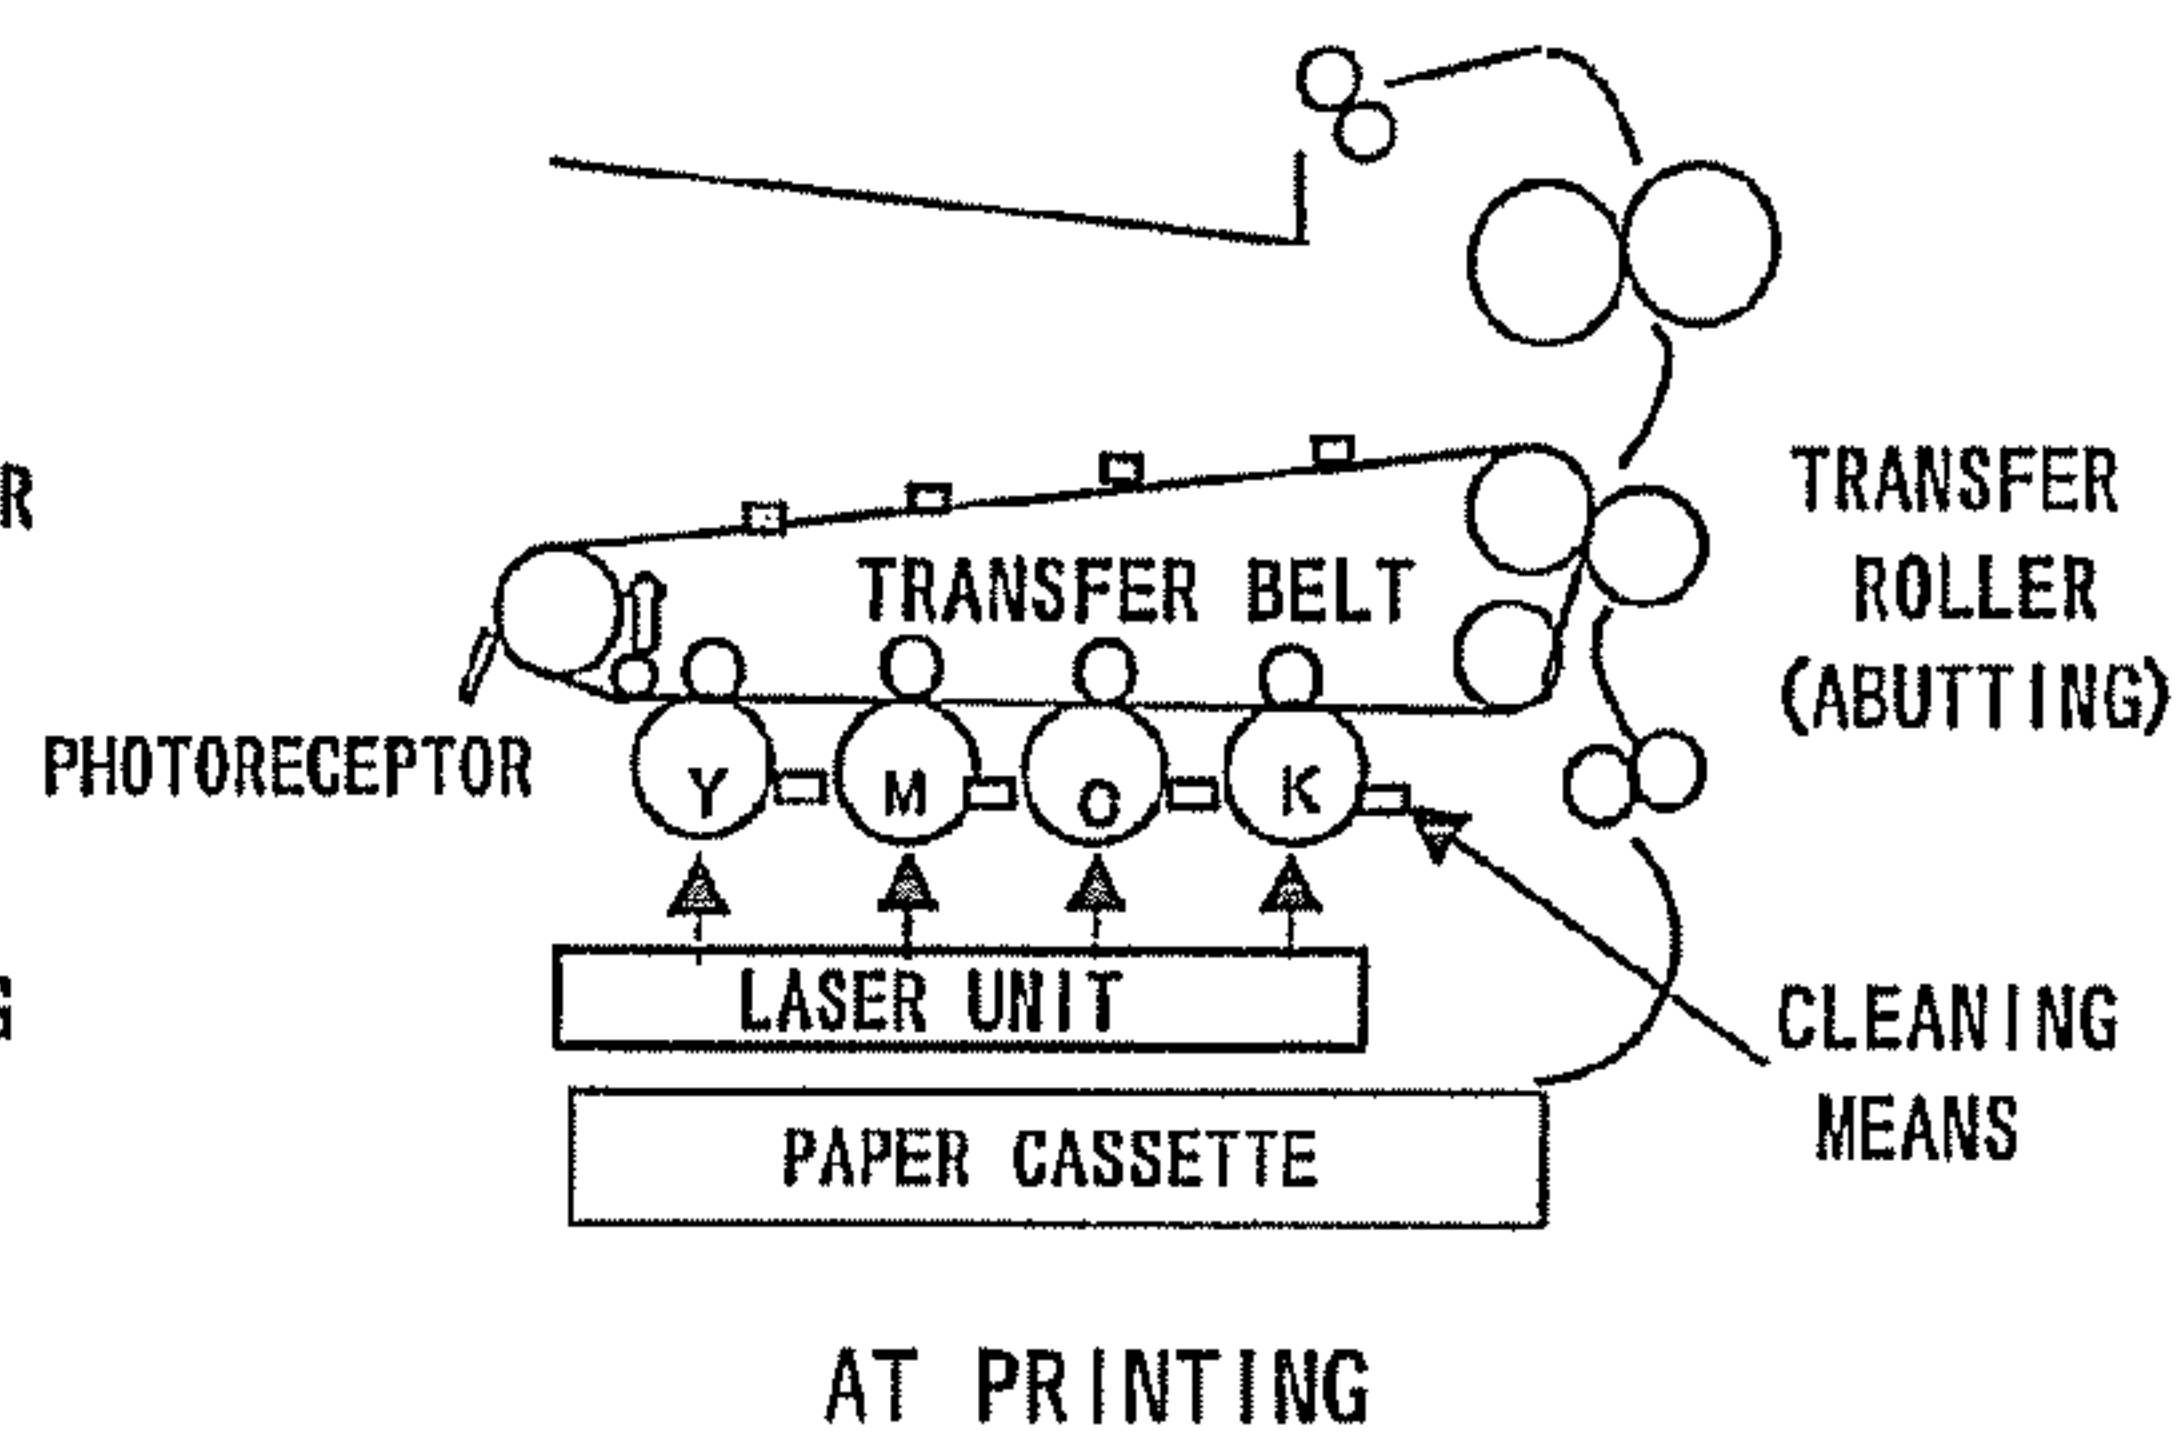 R
TRANSFER BELT
TRANSFER
ROLLER
(ABUTTING)
PHOTORECEPTOR
Y M O K
G
LASER UNIT
CLEANING
MEANS
PAPER CASSETTE
AT PRINTING